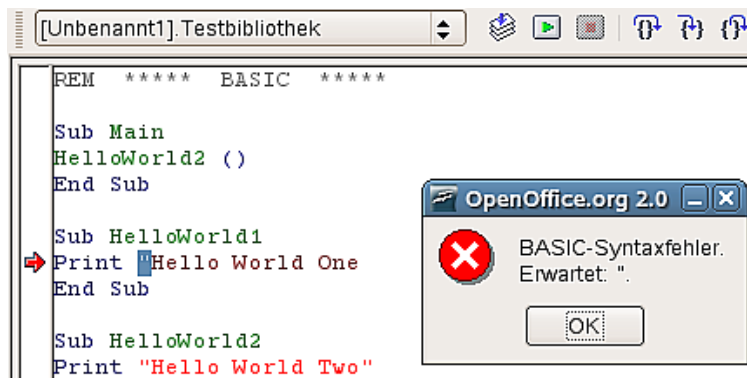 [Unbenannt1].Testbibliothek
REM ***** BASIC *****
Sub Main
HelloWorld2 ()
End Sub
Sub HelloWorld1
Print "Hello World One
End Sub
Sub HelloWorld2
Print "Hello World Two"
OpenOffice.org 2.0
BASIC-Syntaxfehler.
Erwartet: ".
OK